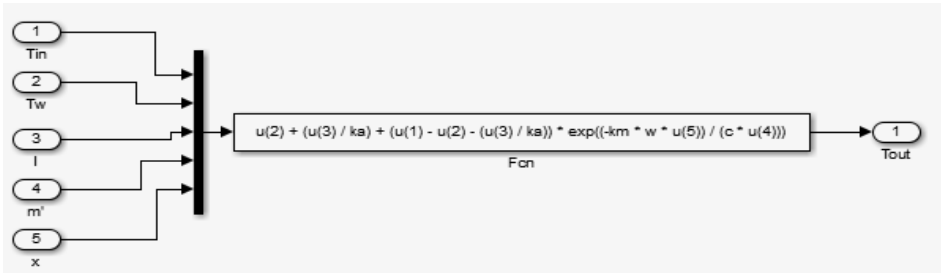 1
Tin
2
Tw
3
I
4
m'
5
x
u(2) + (u(3) / ka) + (u(1) - u(2) - (u(3) / ka)) * exp((-km * w * u(5)) / (c * u(4)))
Fcn
1
Tout